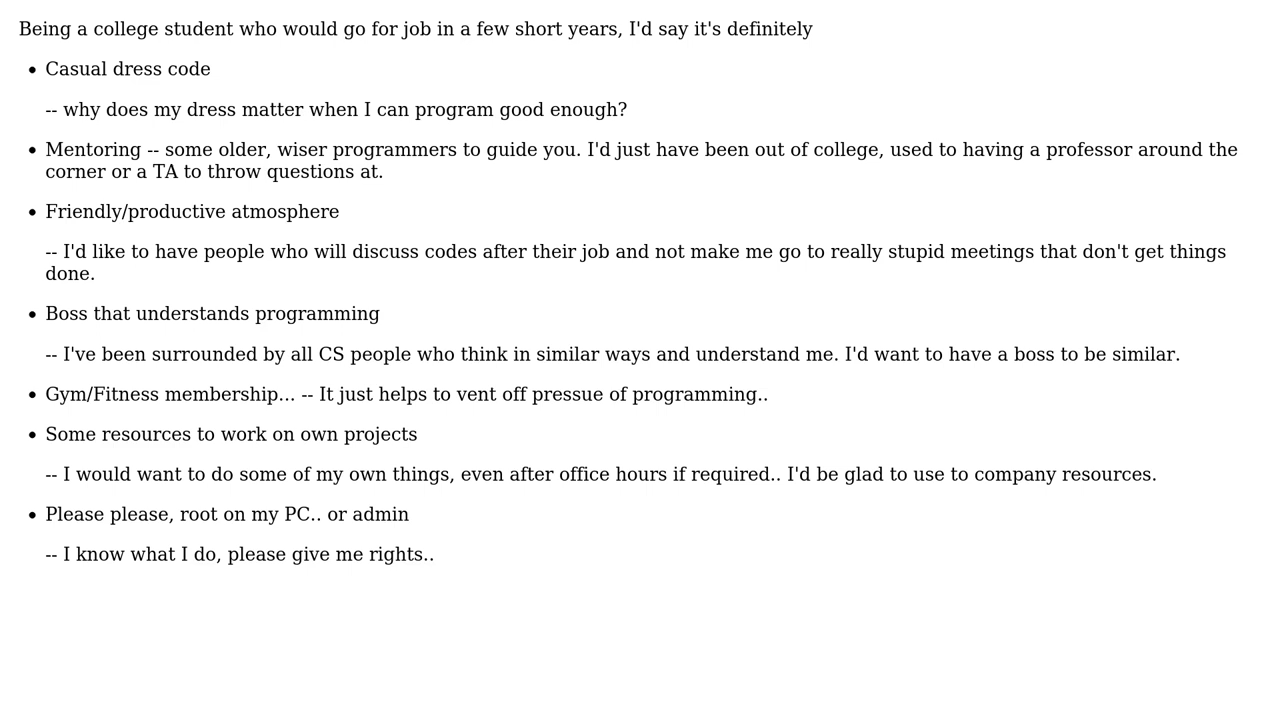 Being a college student who would go for job in a few short years, I'd say it's definitely
• Casual dress code
-- why does my dress matter when I can program good enough?
• Mentoring -- some older, wiser programmers to guide you. I'd just have been out of college, used to having a professor around the
corner or a TA to throw questions at.
• Friendly/productive atmosphere
-- I'd like to have people who will discuss codes after their job and not make me go to really stupid meetings that don't get things
done.
• Boss that understands programming
-- I've been surrounded by all CS people who think in similar ways and understand me. I'd want to have a boss to be similar.
• Gym/Fitness membership... -- It just helps to vent off pressue of programming..
• Some resources to work on own projects
-- I would want to do some of my own things, even after office hours if required.. I'd be glad to use to company resources.
• Please please, root on my PC.. or admin
-- I know what I do, please give me rights..